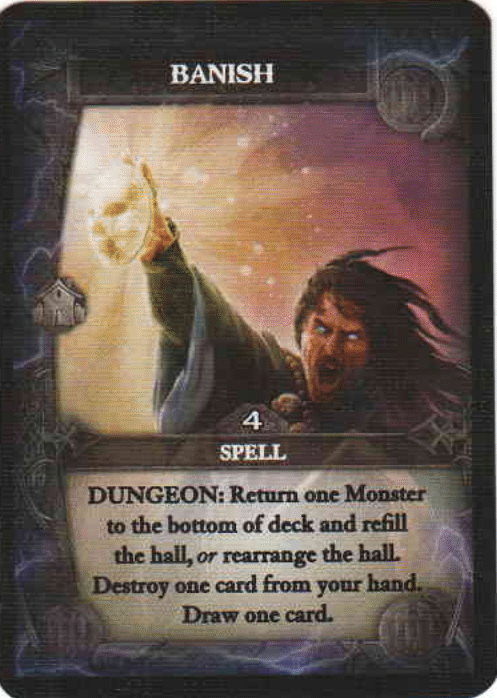 BANISH
4
SPELL
DUNGEON: Return one Monster
to the bottom of deck and refill
the hall, or rearrange the hall.
Destroy one card from your hand.
Draw one card.